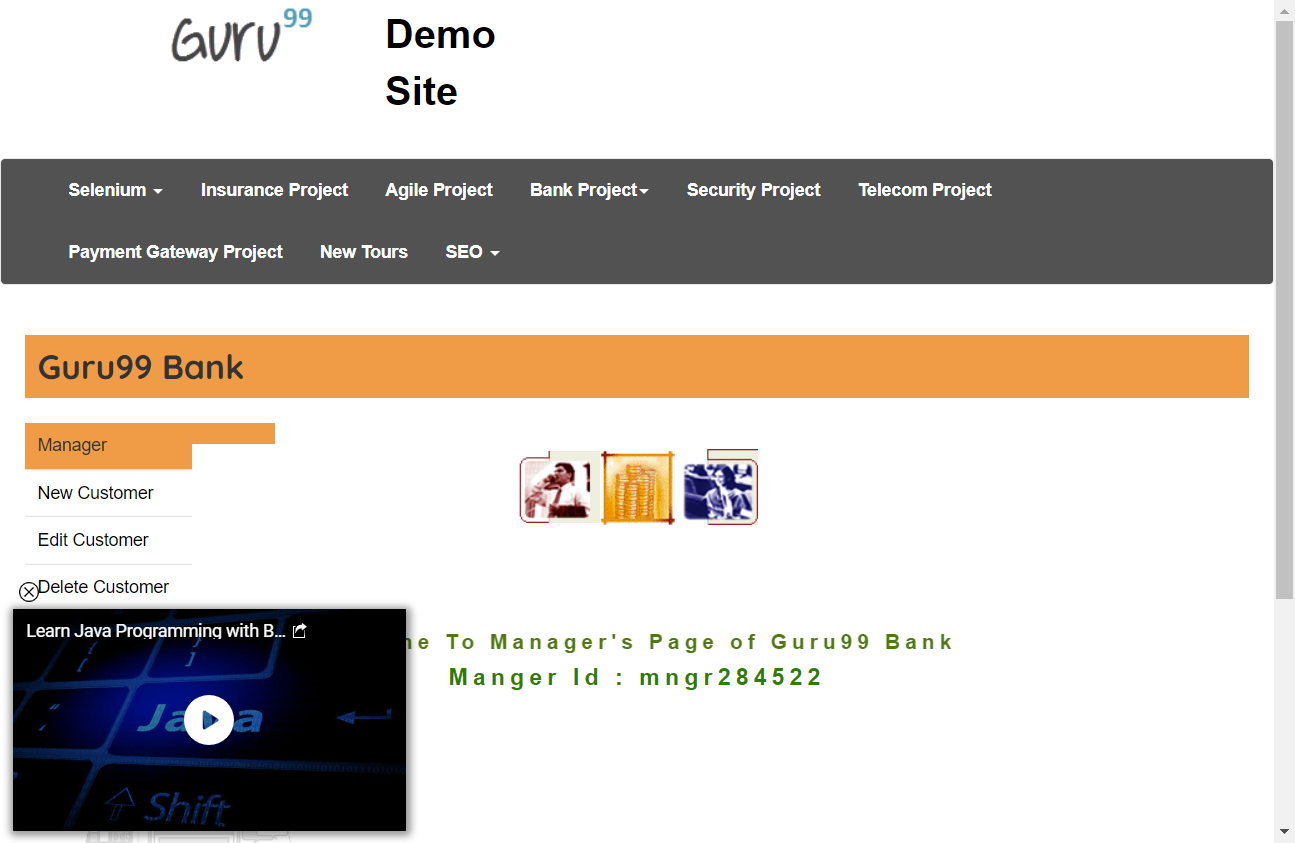 Guru99
Demo
Site
Selenium Insurance Project Agile Project Bank Project Security Project Telecom Project
Payment Gateway Project New Tours SEO
Guru99 Bank
Manager
New Customer
Edit Customer
Delete Customer
Learn Java Programming with B...
To Manager's Page of Guru99 Bank
Manger Id : mngr284522
Java
Shift